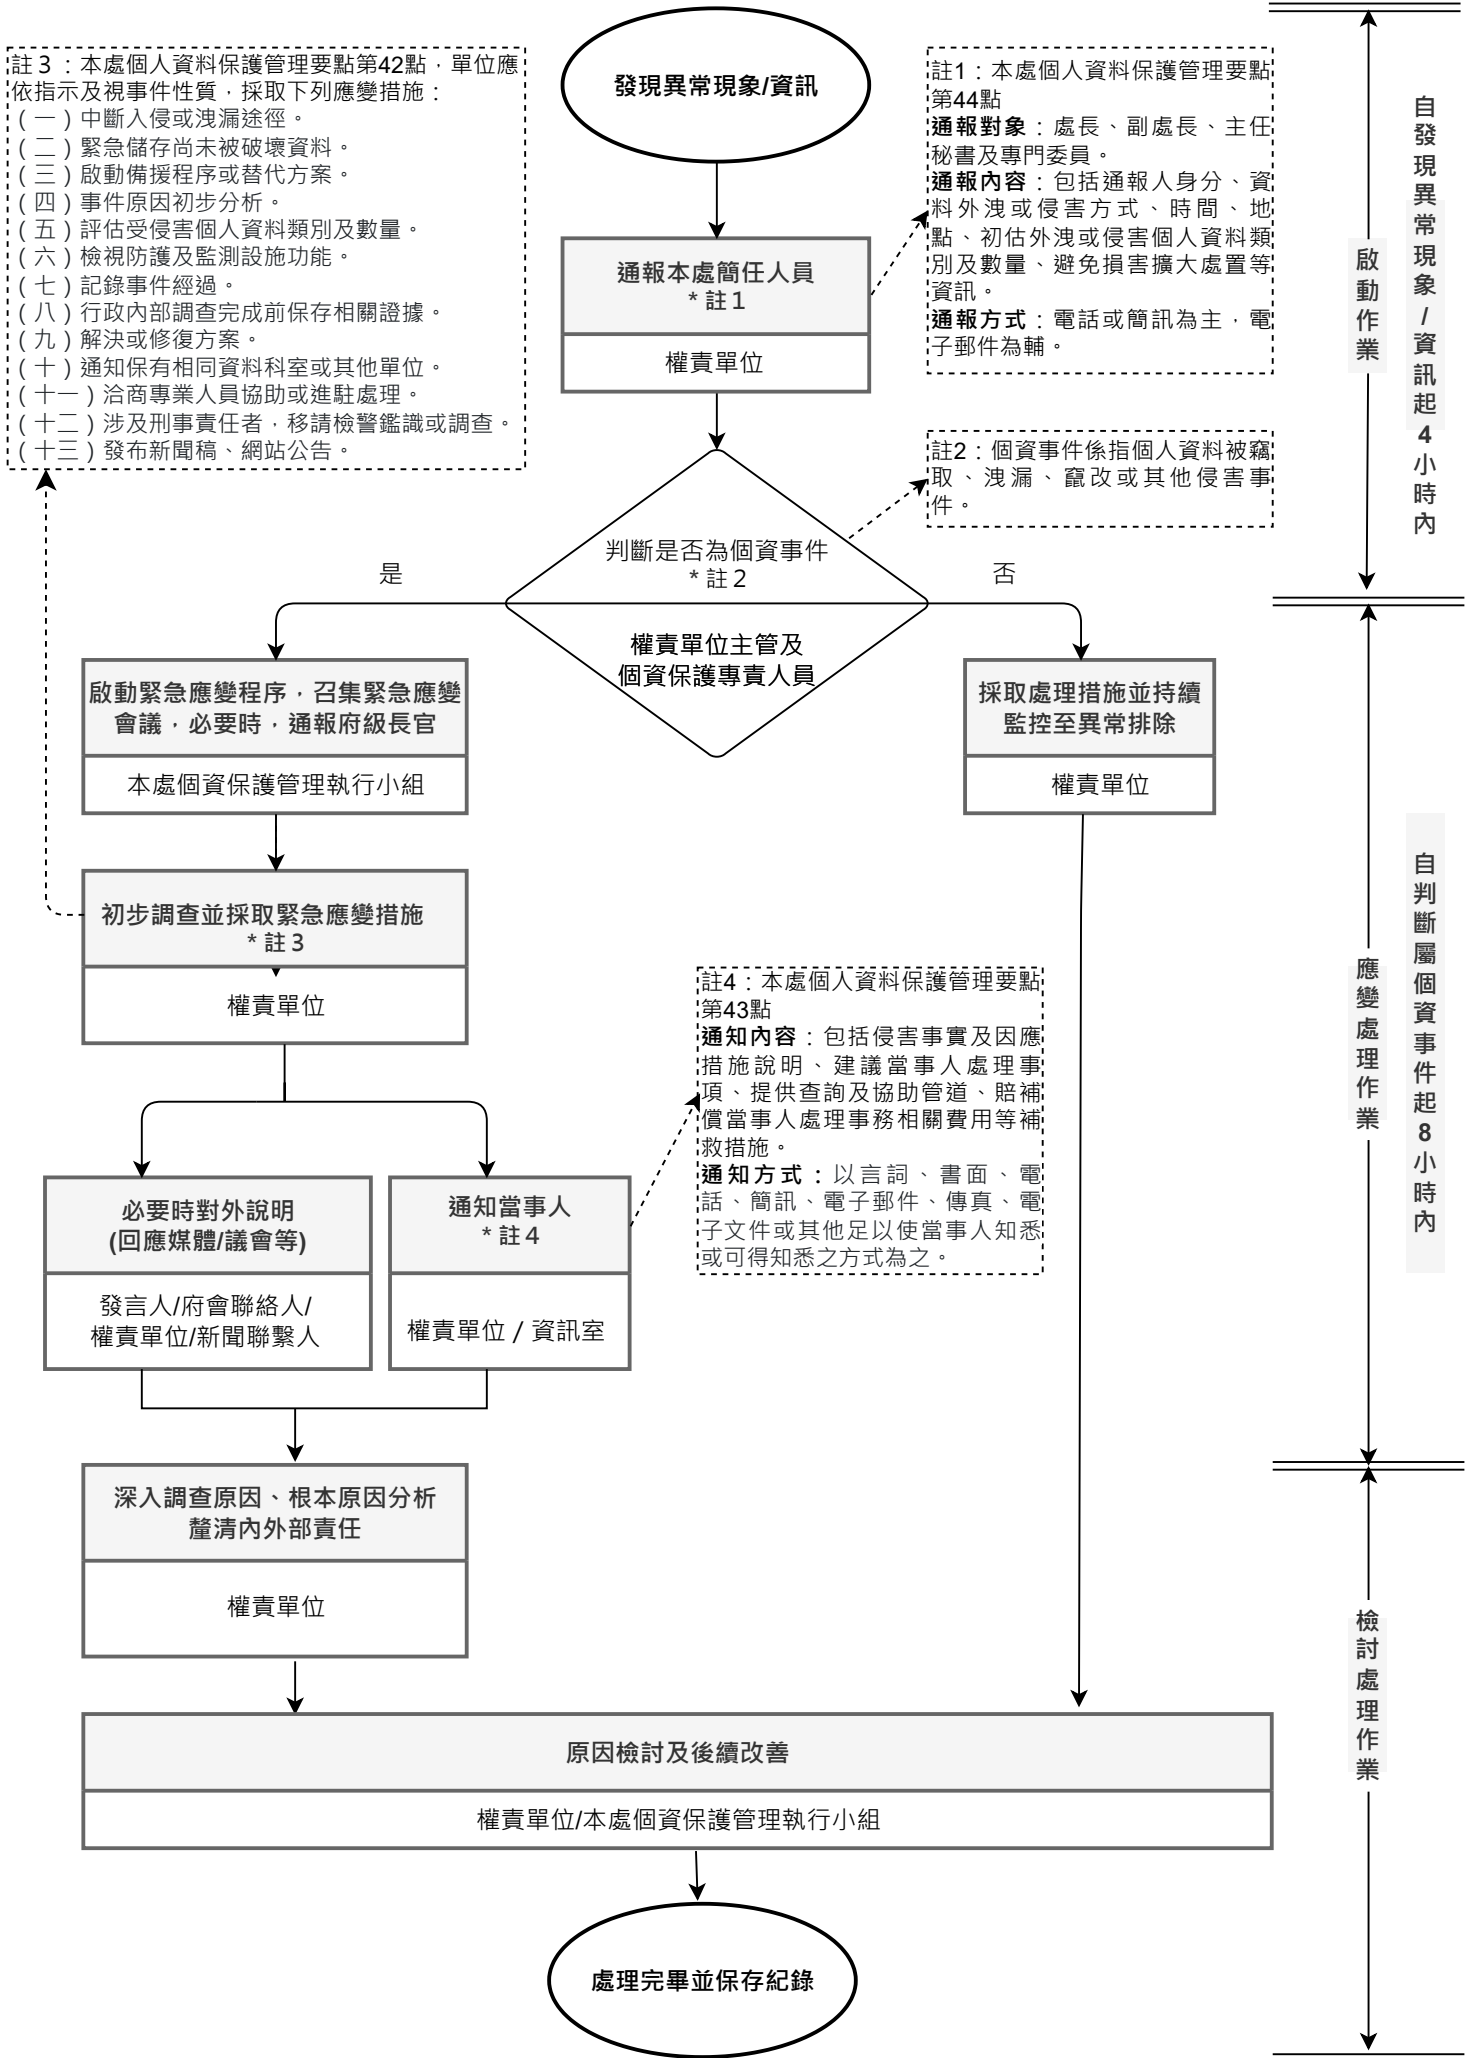 發現異常現象/資訊
註３：本處個人資料保護管理要點第42點，單位應
依指示及視事件性質，採取下列應變措施：
（一）中斷入侵或洩漏途徑。
（二）緊急儲存尚未被破壞資料。
（三）啟動備援程序或替代方案。
（四）事件原因初步分析。
（五）評估受侵害個人資料類別及數量。
（六）檢視防護及監測設施功能。
（七）記錄事件經過。
（八）行政內部調查完成前保存相關證據。
（九）解決或修復方案。
（十）通知保有相同資料科室或其他單位。
（十一）洽商專業人員協助或進駐處理。
（十二）涉及刑事責任者，移請檢警鑑識或調查。
（十三）發布新聞稿、網站公告。
註1：本處個人資料保護管理要點
第44點
通報對象：處長、副處長、主任
秘書及專門委員。
通報內容：包括通報人身分、資
料外洩或侵害方式、時間、地
點、初估外洩或侵害個人資料類
別及數量、避免損害擴大處置等
資訊。
通報方式：電話或簡訊為主，電
子郵件為輔。
通報本處簡任人員
*註１
權責單位
註2：個資事件係指個人資料被竊
取、洩漏、竄改或其他侵害事
件。
判斷是否為個資事件
*註２
權責單位主管及
個資保護專責人員
是
否
啟動作業
自發現異常現象/資訊起4小時內
啟動緊急應變程序，召集緊急應變
會議，必要時，通報府級長官
本處個資保護管理執行小組
採取處理措施並持續
監控至異常排除
權責單位
初步調查並採取緊急應變措施
*註３
權責單位
註4：本處個人資料保護管理要點
第43點
通知內容：包括侵害事實及因應
措施說明、建議當事人處理事
項、提供查詢及協助管道、賠補
償當事人處理事務相關費用等補
救措施。
通知方式：以言詞、書面、電
話、簡訊、電子郵件、傳真、電
子文件或其他足以使當事人知悉
或可得知悉之方式為之。
應變處理作業
自判斷屬個資事件起8小時內
必要時對外說明
(回應媒體/議會等)
發言人/府會聯絡人/
權責單位/新聞聯繫人
通知當事人
*註４
權責單位／資訊室
深入調查原因、根本原因分析
釐清內外部責任
權責單位
檢討處理作業
原因檢討及後續改善
權責單位/本處個資保護管理執行小組
處理完畢並保存紀錄